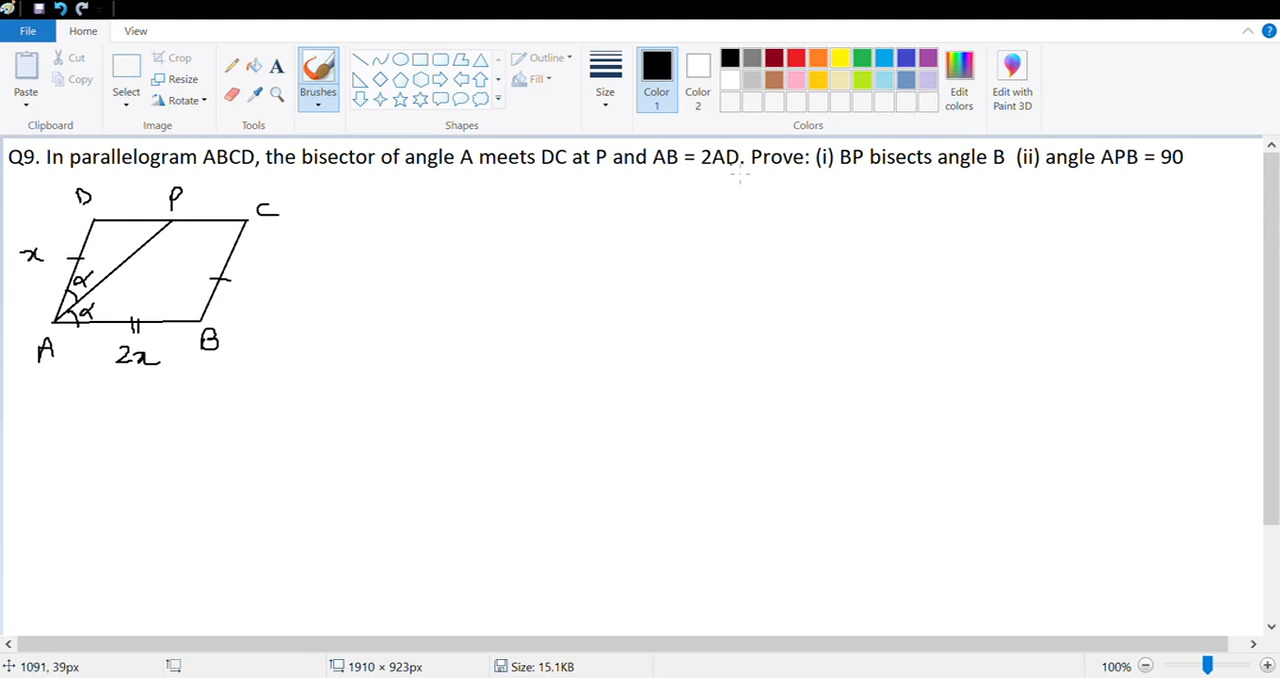 File Home View
Paste Cut Copy Select Crop Resize Rotate A Brushes Outline Fill Size Color 1 Color 2 Edit colors Edit with Paint 3D
Clipboard Image Tools Shapes Colors
Q9. In parallelogram ABCD, the bisector of angle A meets DC at P and AB = 2AD. Prove: (i) BP bisects angle B (ii) angle APB = 90
D P C
x α
α
A 2x B
1091, 39px 1910 × 923px Size: 15.1KB 100%